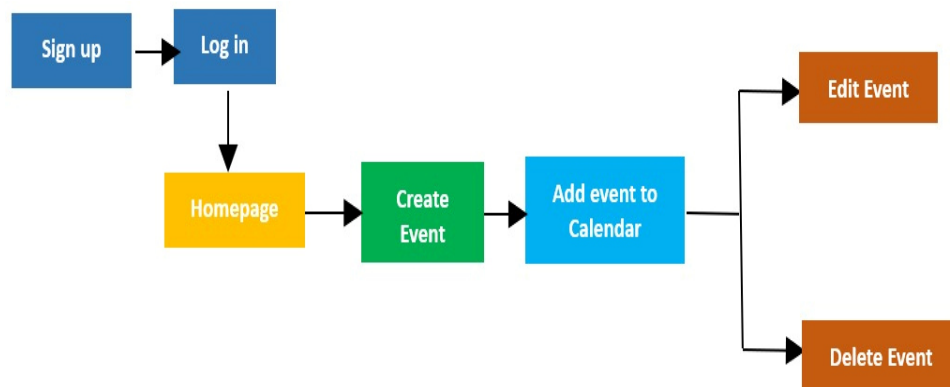 Sign up
Log in
Edit Event
Homepage
Create
Event
Add event to
Calendar
Delete Event